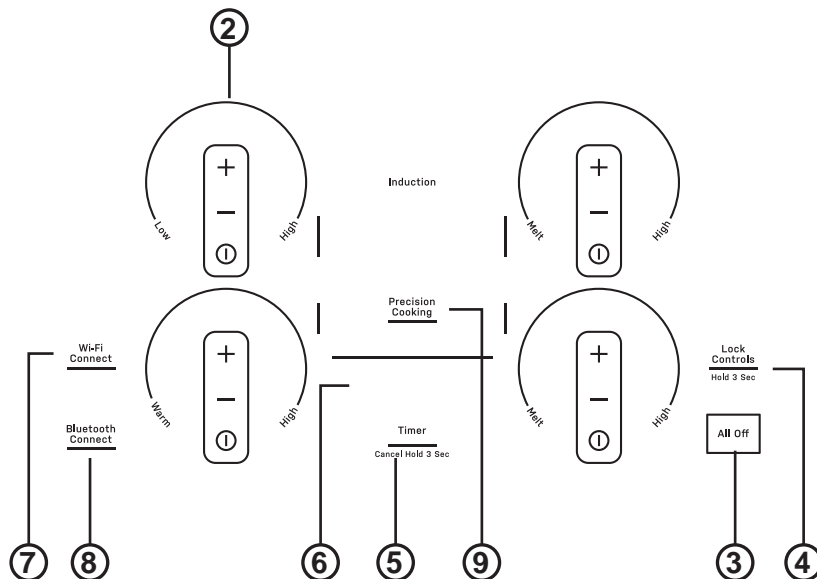 2
+
+
Induction
−
−
Low
High
Melt
High
Precision
Cooking
Wi-Fi
Connect
+
+
Lock
Controls
Hold 3 Sec
−
−
Warm
High
Melt
High
Bluetooth
Connect
Timer
Cancel Hold 3 Sec
All Off
7
8
6
5
9
3
4